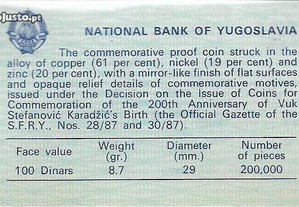 ojusto.pt
NATIONAL BANK OF YUGOSLAVIA
The commemorative proof coin struck in the
alloy of copper (61 per cent), nickel (19 per cent) and
zinc (20 per cent), with a mirror-like finish of flat surfaces
and opaque relief details of commemorative motives,
issued under the Decision on the Issue of Coins for
Commemoration of the 200th Anniversary of Vuk
Stefanović Karadžić's Birth (the Official Gazette of the
S.F.R.Y., Nos. 28/87 and 30/87).
Face value Weight (gr.) Diameter (mm.) Number of pieces
100 Dinars 8.7 29 200,000